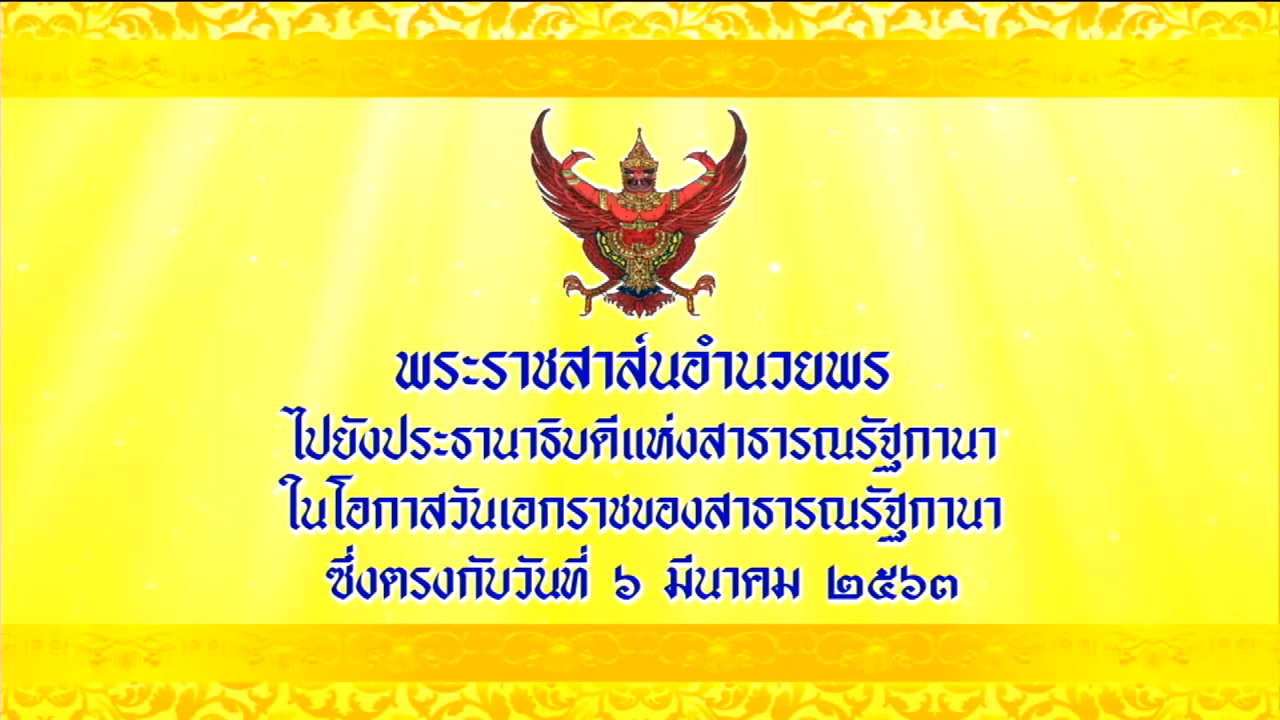 พระราชสาส์นอำนวยพร
ไปยังประธานาธิบดีแห่งสาธารณรัฐกานา
ในโอกาสวันเอกราชของสาธารณรัฐกานา
ซึ่งตรงกับวันที่ ๖ มีนาคม ๒๕๖๓